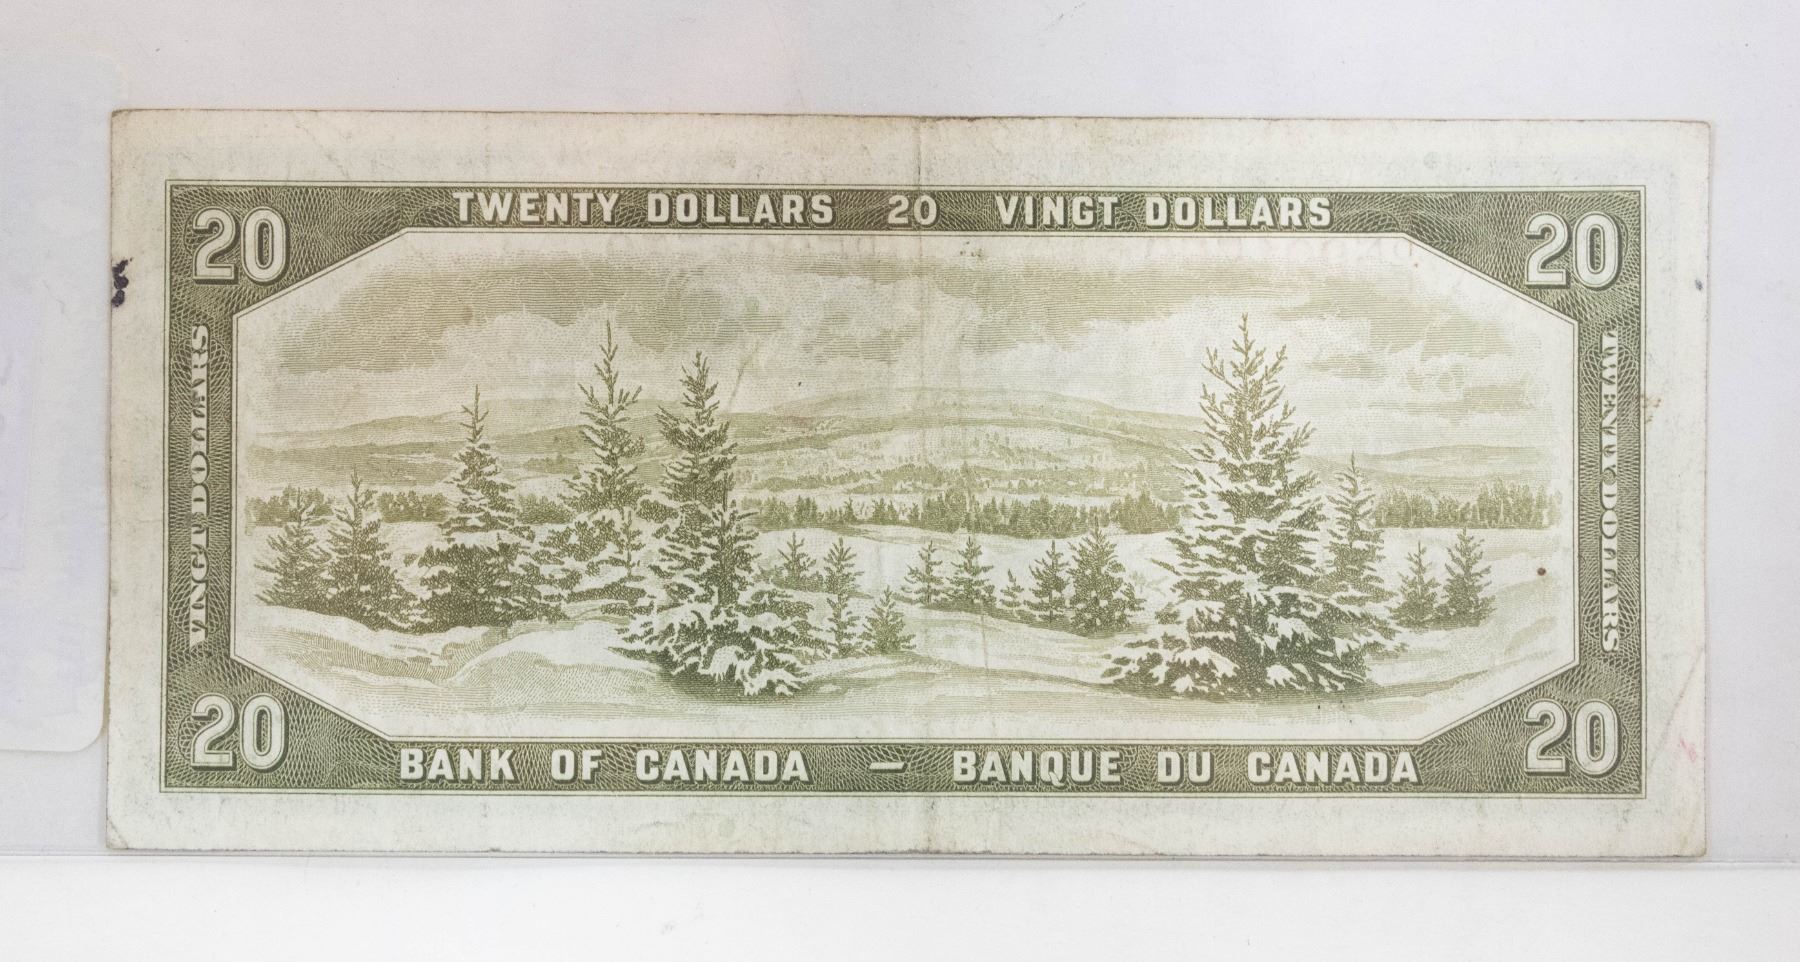 TWENTY DOLLARS 20 VINGT DOLLARS
20
20
VINGT DOLLARS
TWENTY DOLLARS
20
20
BANK OF CANADA – BANQUE DU CANADA